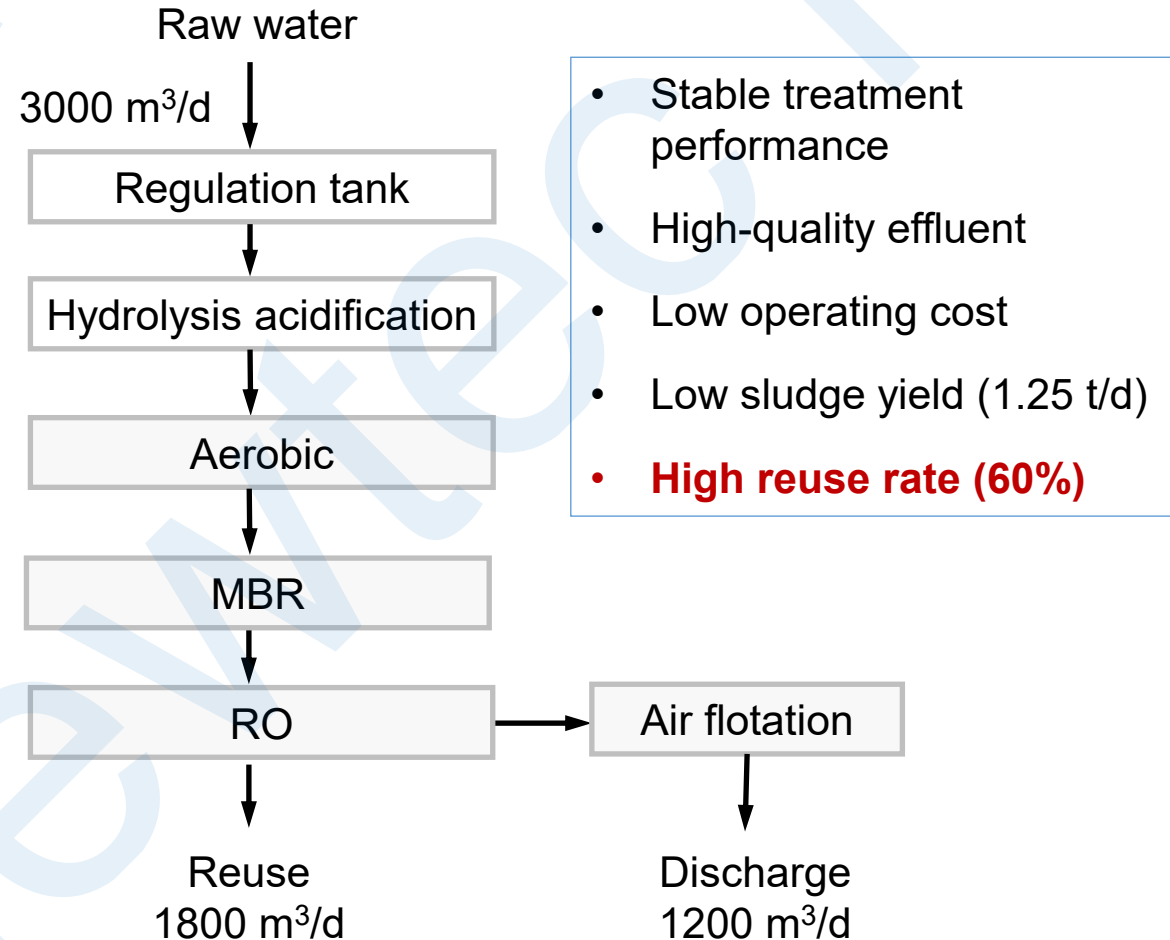 Raw water
3000 m³/d
Regulation tank
Hydrolysis acidification
Aerobic
MBR
RO
Air flotation
Reuse
1800 m³/d
Discharge
1200 m³/d
• Stable treatment
performance
• High-quality effluent
• Low operating cost
• Low sludge yield (1.25 t/d)
• High reuse rate (60%)
ewtec